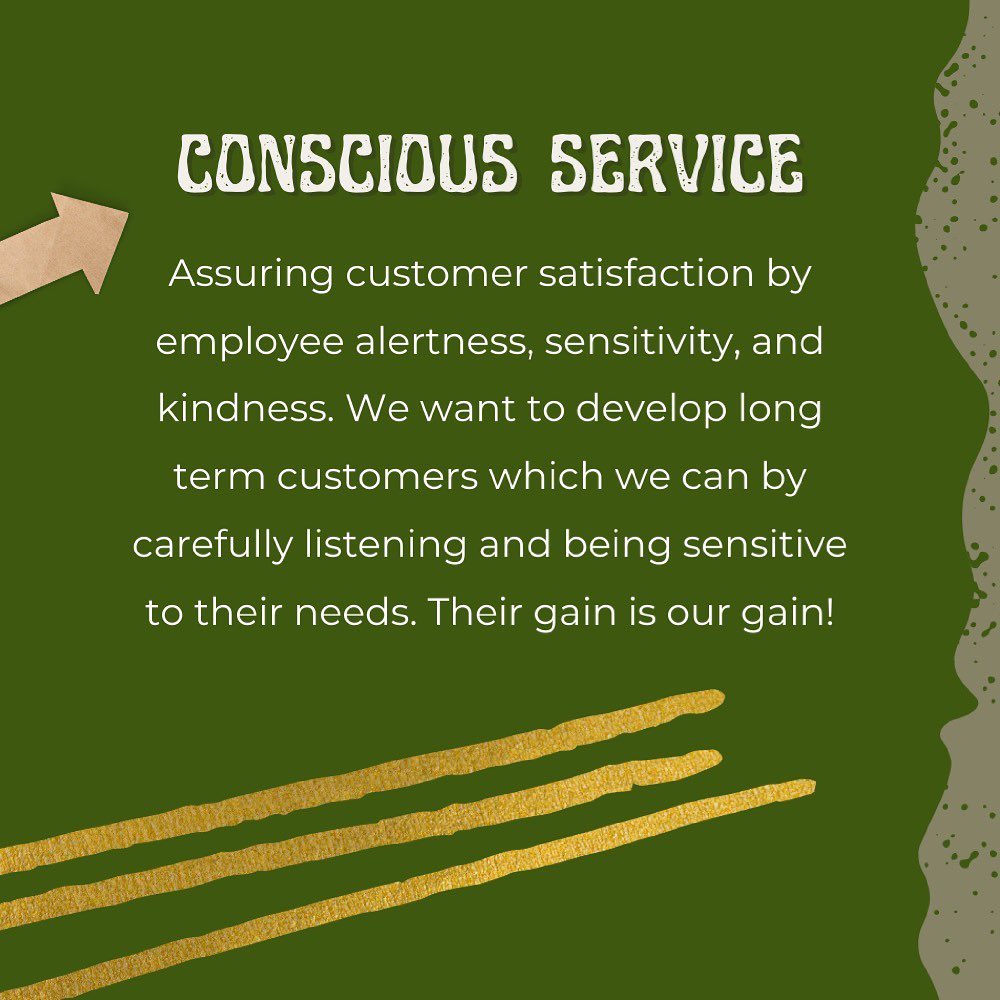 CONSCIOUS SERVICE
Assuring customer satisfaction by
employee alertness, sensitivity, and
kindness. We want to develop long
term customers which we can by
carefully listening and being sensitive
to their needs. Their gain is our gain!